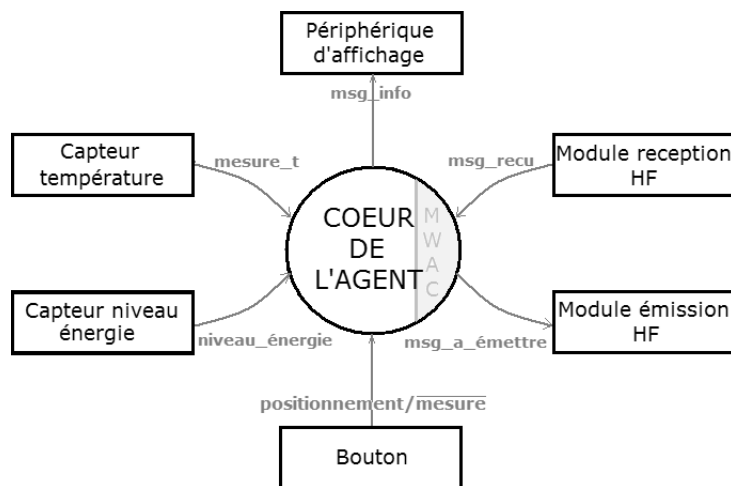 Périphérique
d'affichage
msg_info
Capteur
température
mesure_t
msg_recu
Module reception
HF
COEUR
DE
L'AGENT
M
W
A
C
Capteur niveau
énergie
niveau_énergie
msg_a_émettre
Module émission
HF
positionnement/mesure
Bouton